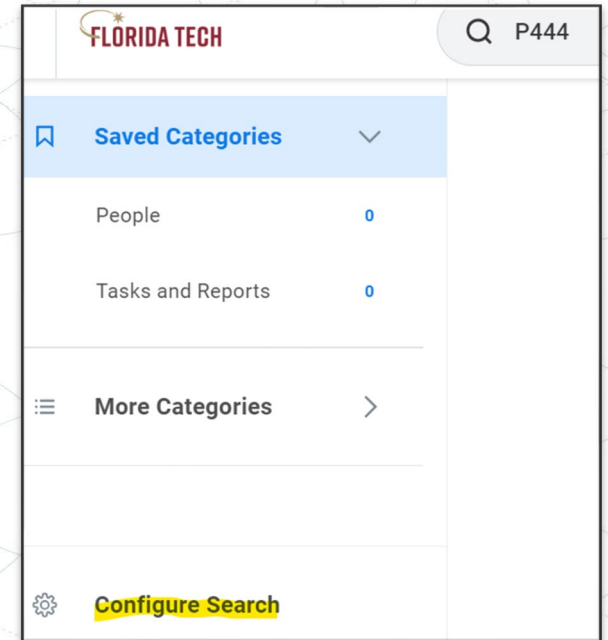 FLORIDA TECH
P444
Saved Categories
People 0
Tasks and Reports 0
More Categories
Configure Search